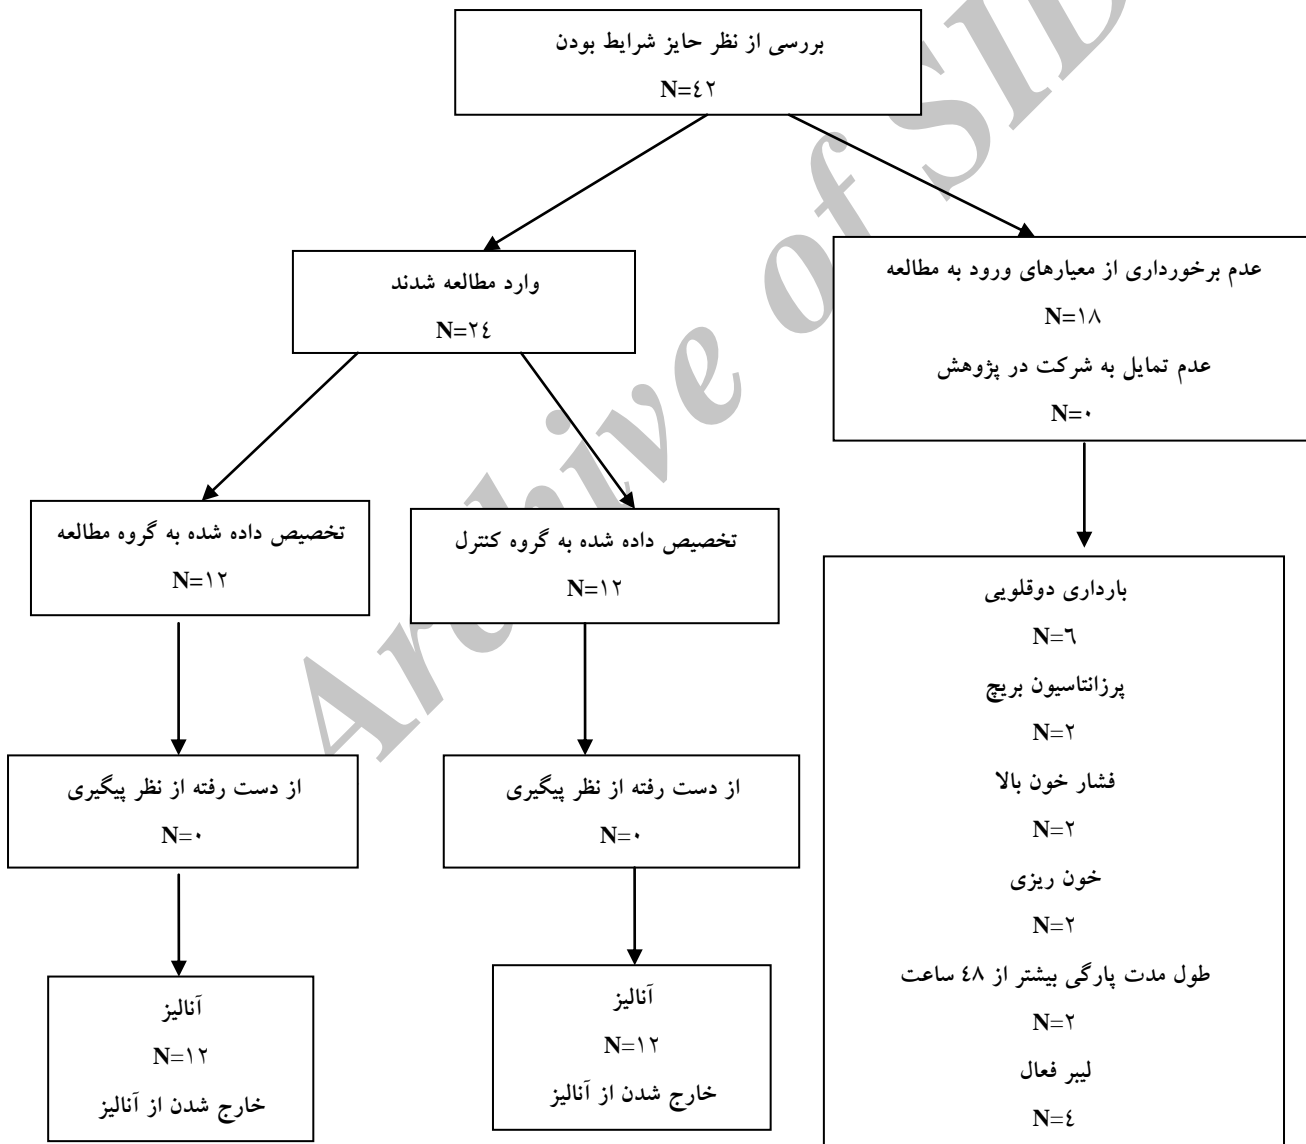 بررسی از نظر حایز شرایط بودن
N=٤٢
وارد مطالعه شدند
N=٢٤
عدم برخورداری از معیارهای ورود به مطالعه
N=١٨
عدم تمایل به شرکت در پژوهش
N=٠
تخصیص داده شده به گروه مطالعه
N=١٢
تخصیص داده شده به گروه کنترل
N=١٢
بارداری دوقلویی
N=٦
پرزانتاسیون بریچ
N=٢
فشار خون بالا
N=٢
خون ریزی
N=٢
طول مدت پارگی بیشتر از ٤٨ ساعت
N=٢
لیبر فعال
N=٤
از دست رفته از نظر پیگیری
N=٠
از دست رفته از نظر پیگیری
N=٠
آنالیز
N=١٢
خارج شدن از آنالیز
آنالیز
N=١٢
خارج شدن از آنالیز
Archive of SID